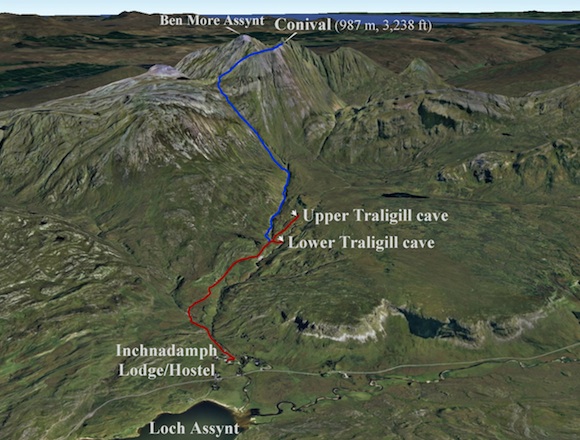 Ben More Assynt
Conival (987 m, 3,238 ft)
Upper Traligill cave
Lower Traligill cave
Inchnadamph
Lodge/Hostel
Loch Assynt